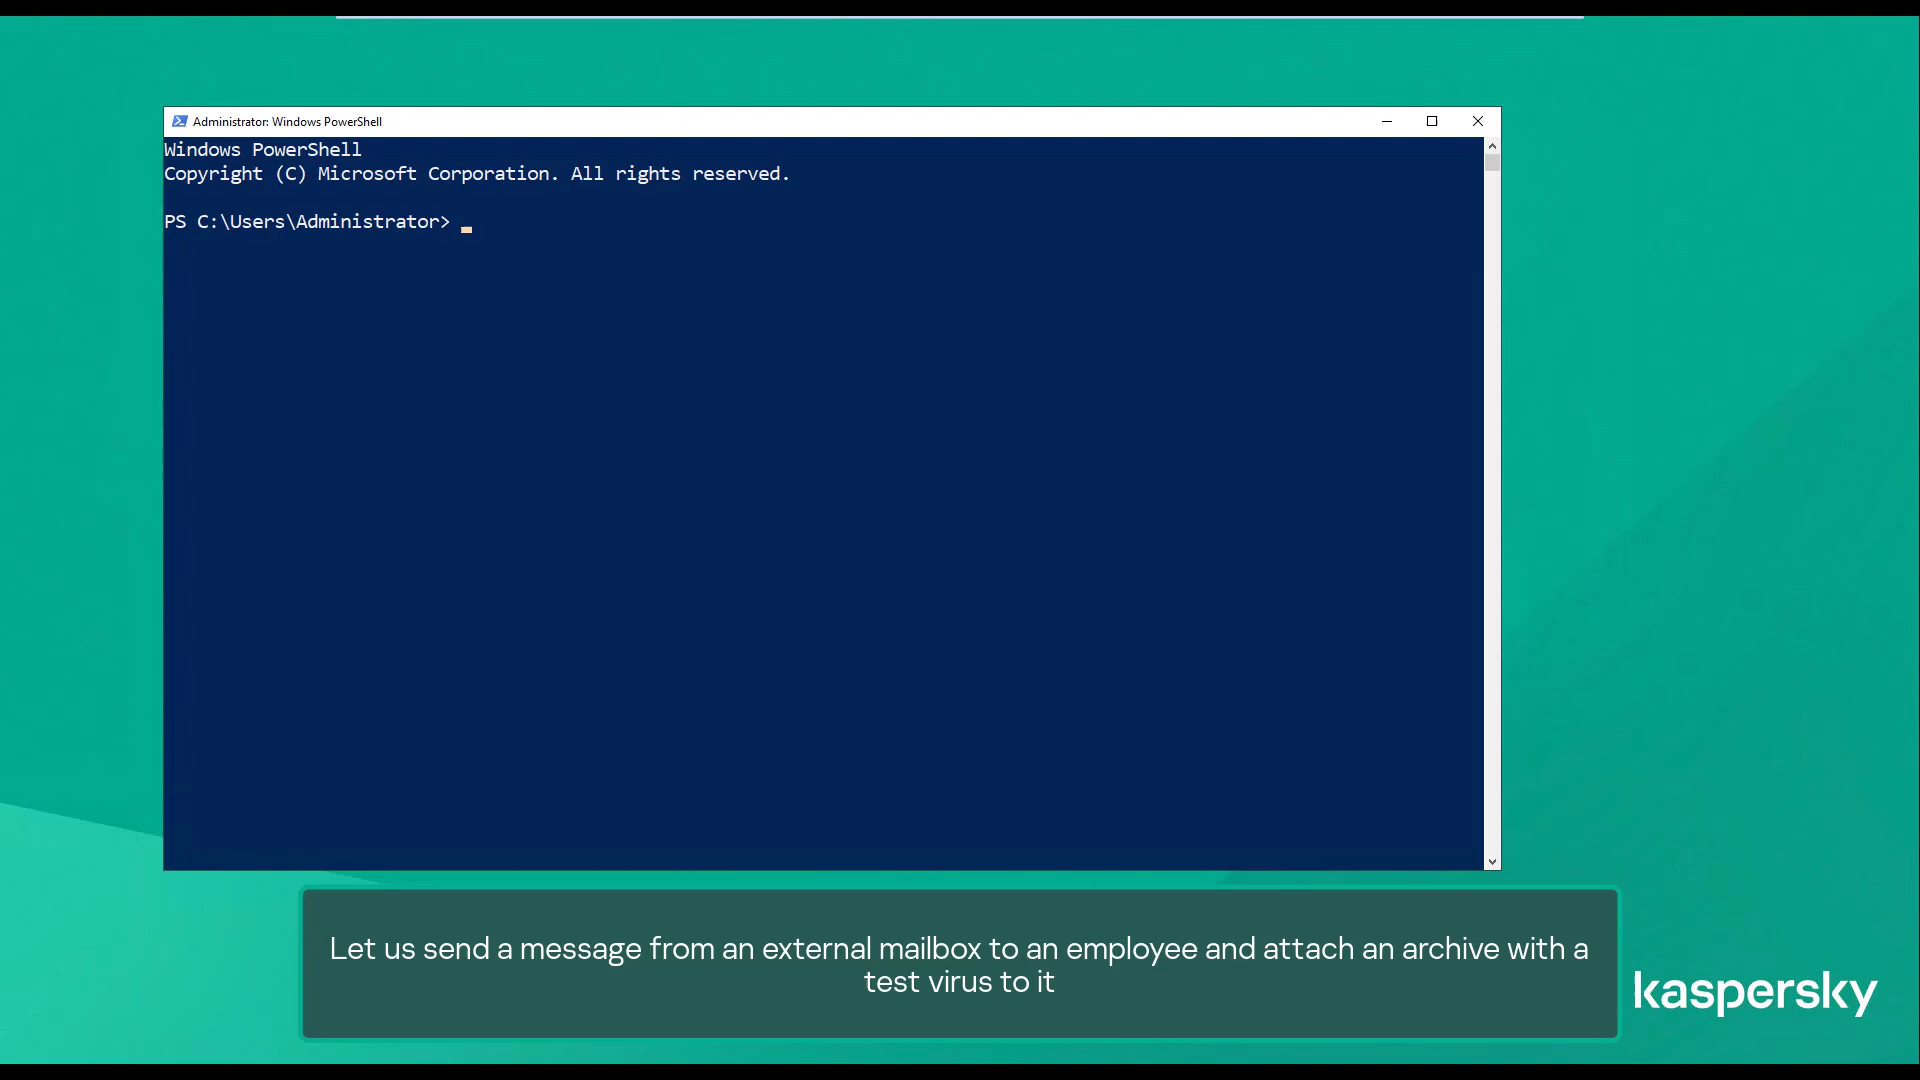 Administrator: Windows PowerShell
Windows PowerShell
Copyright (C) Microsoft Corporation. All rights reserved.
PS C:\Users\Administrator> _
Let us send a message from an external mailbox to an employee and attach an archive with a
test virus to it
kaspersky